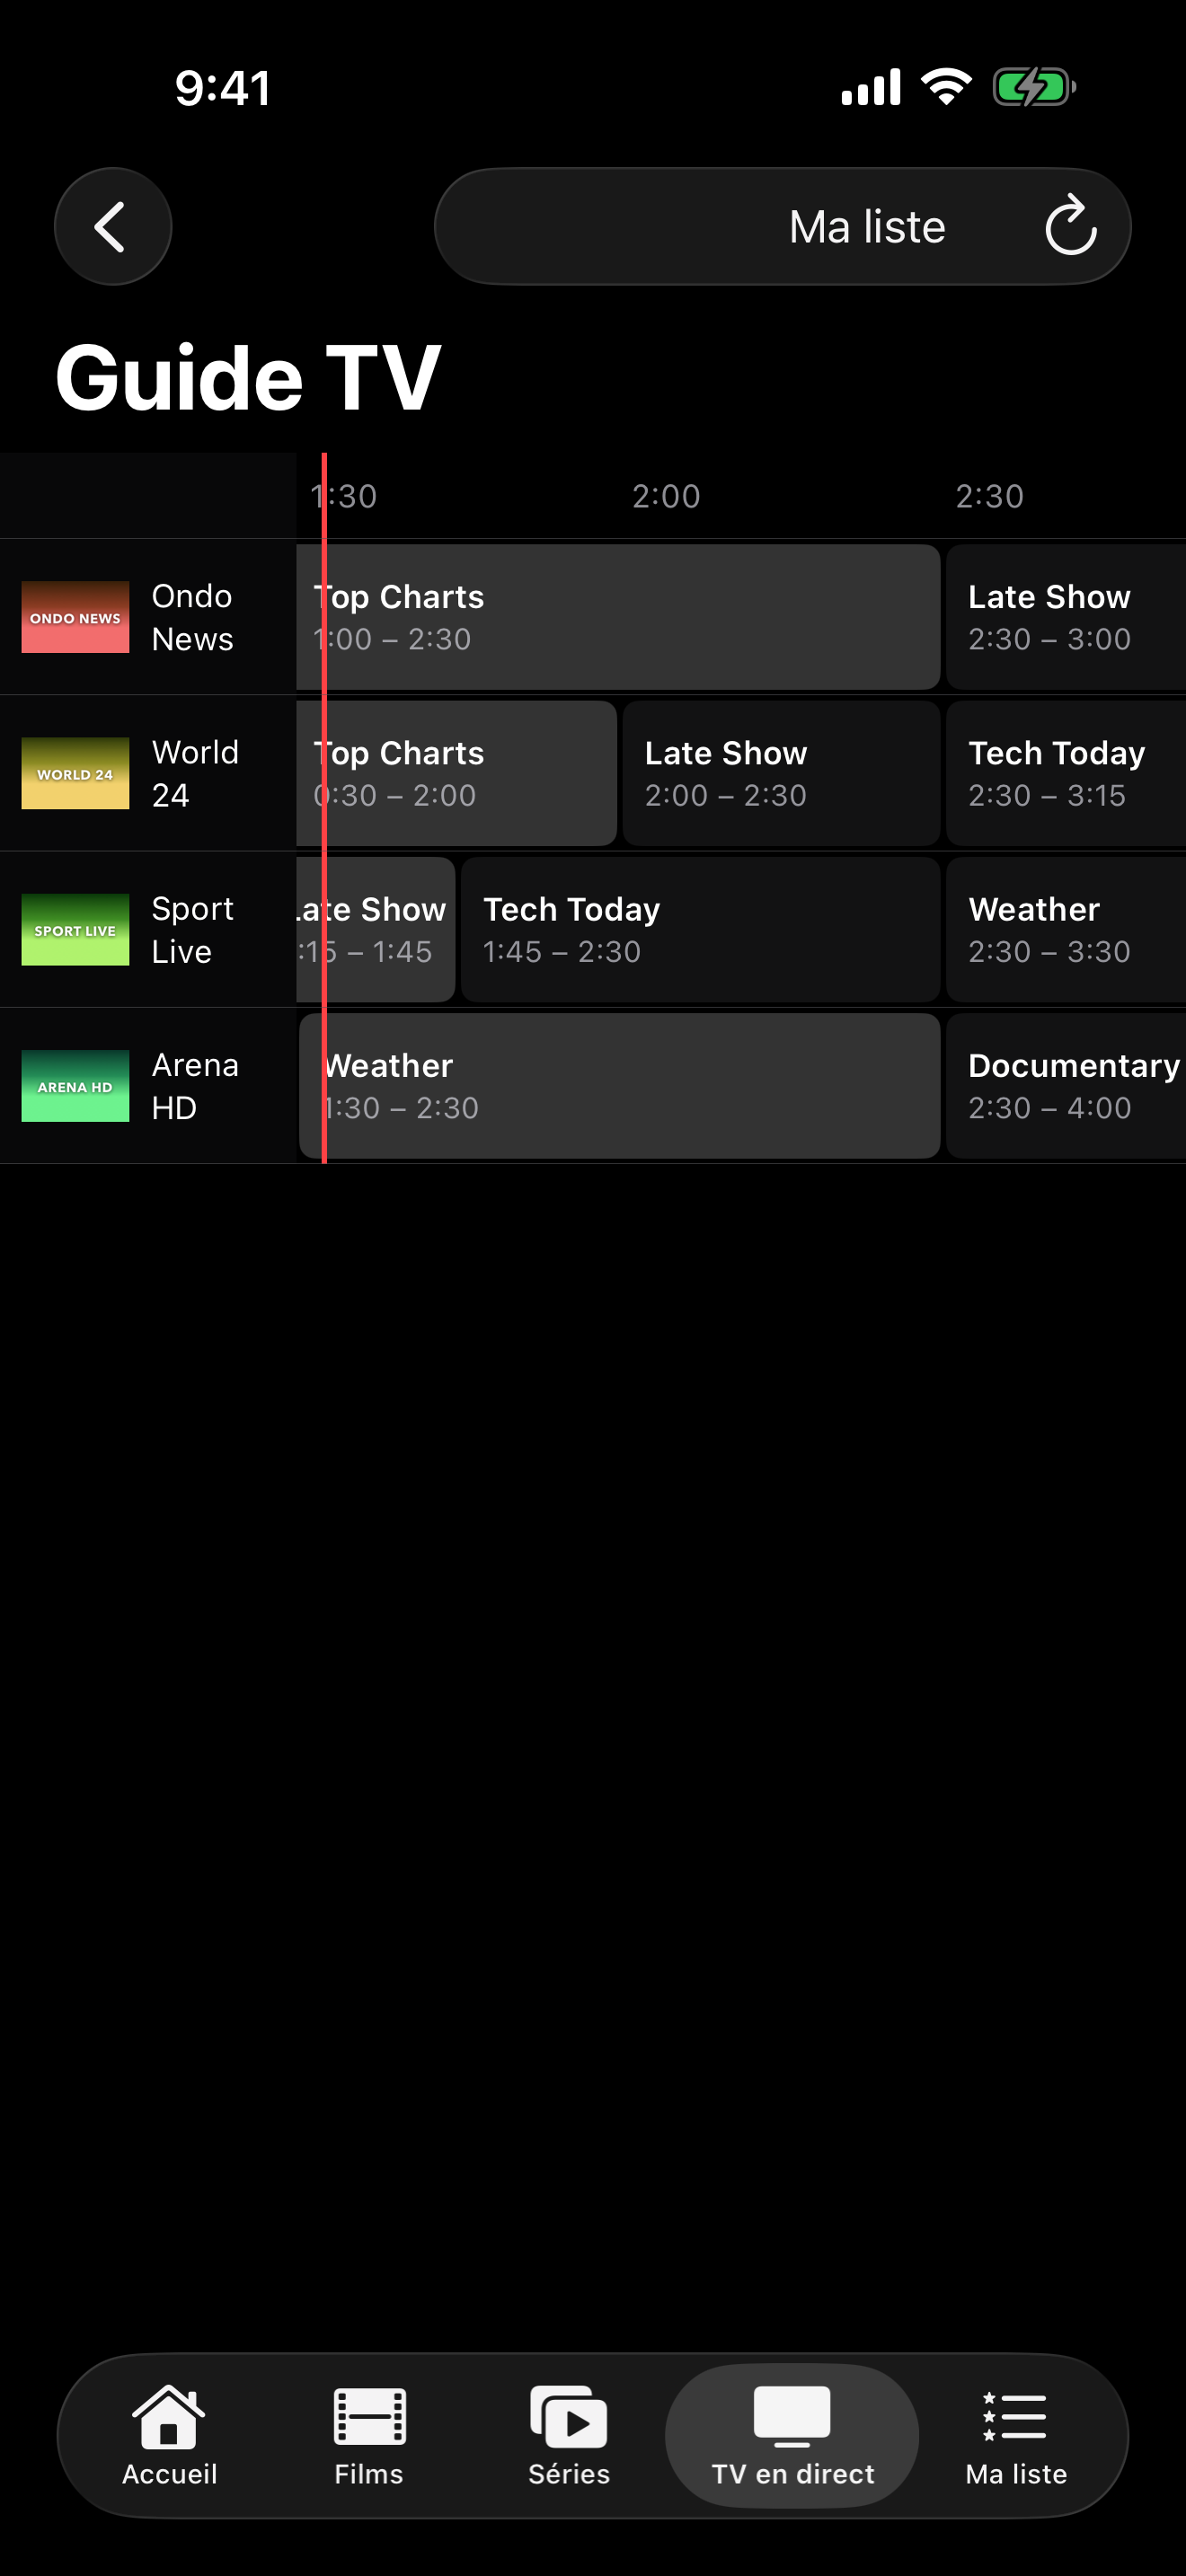 9:41
Ma liste
Guide TV
1:30 2:00 2:30
ONDO NEWS
Ondo
News
Top Charts
1:00 – 2:30
Late Show
2:30 – 3:00
WORLD 24
World
24
Top Charts
0:30 – 2:00
Late Show
2:00 – 2:30
Tech Today
2:30 – 3:15
SPORT LIVE
Sport
Live
Late Show
:15 – 1:45
Tech Today
1:45 – 2:30
Weather
2:30 – 3:30
ARENA HD
Arena
HD
Weather
1:30 – 2:30
Documentary
2:30 – 4:00
Accueil
Films
Séries
TV en direct
Ma liste